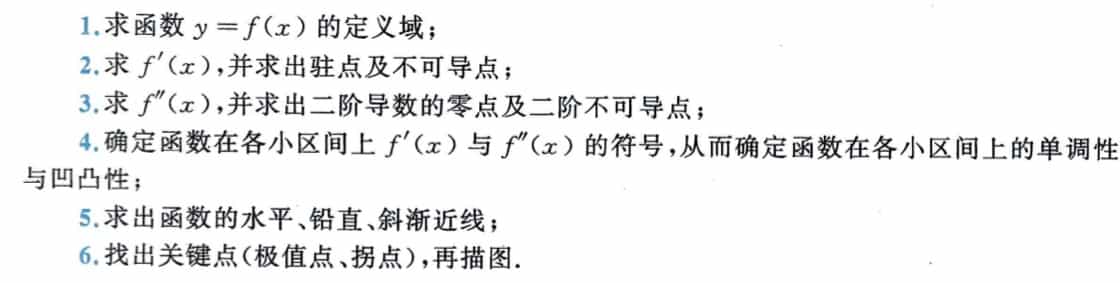 1.求函数 y=f(x) 的定义域;
2.求 f′(x),并求出驻点及不可导点;
3.求 f″(x),并求出二阶导数的零点及二阶不可导点;
4.确定函数在各小区间上 f′(x) 与 f″(x) 的符号,从而确定函数在各小区间上的单调性
与凹凸性;
5.求出函数的水平、铅直、斜渐近线;
6.找出关键点(极值点、拐点),再描图.